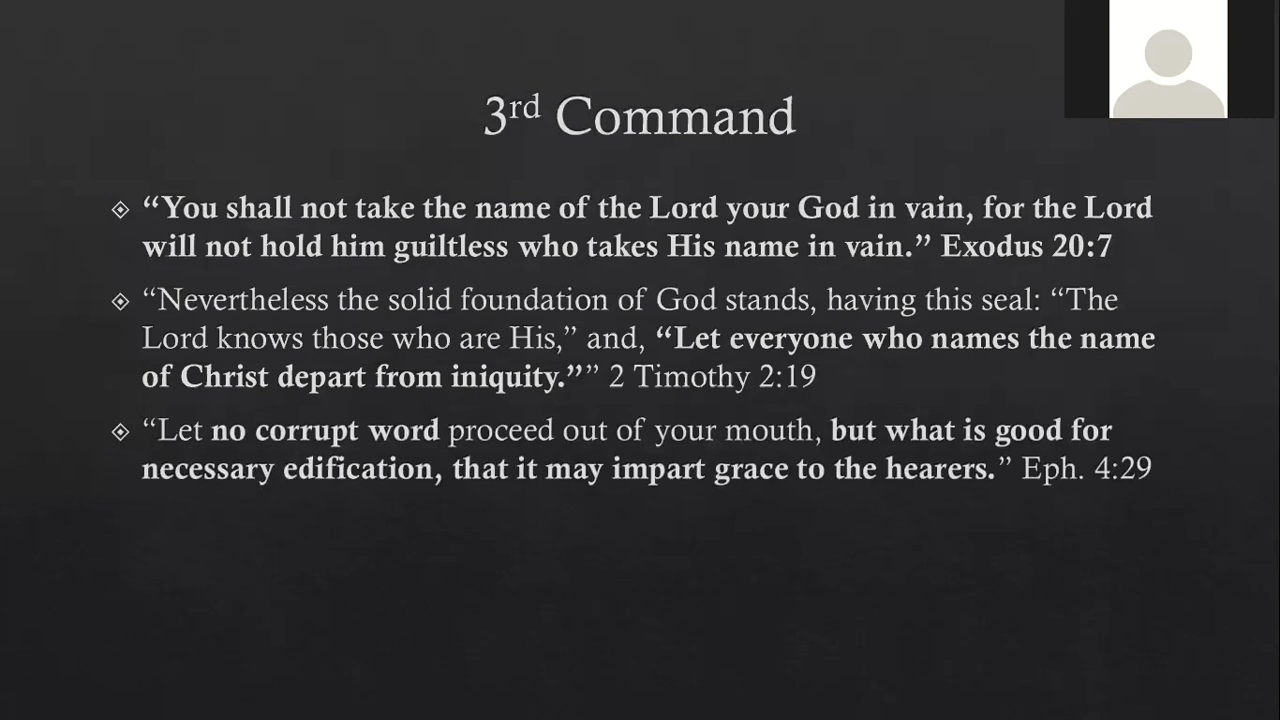 3rd Command
“You shall not take the name of the Lord your God in vain, for the Lord
will not hold him guiltless who takes His name in vain.” Exodus 20:7
“Nevertheless the solid foundation of God stands, having this seal: “The
Lord knows those who are His,” and, “Let everyone who names the name
of Christ depart from iniquity.”” 2 Timothy 2:19
“Let no corrupt word proceed out of your mouth, but what is good for
necessary edification, that it may impart grace to the hearers.” Eph. 4:29